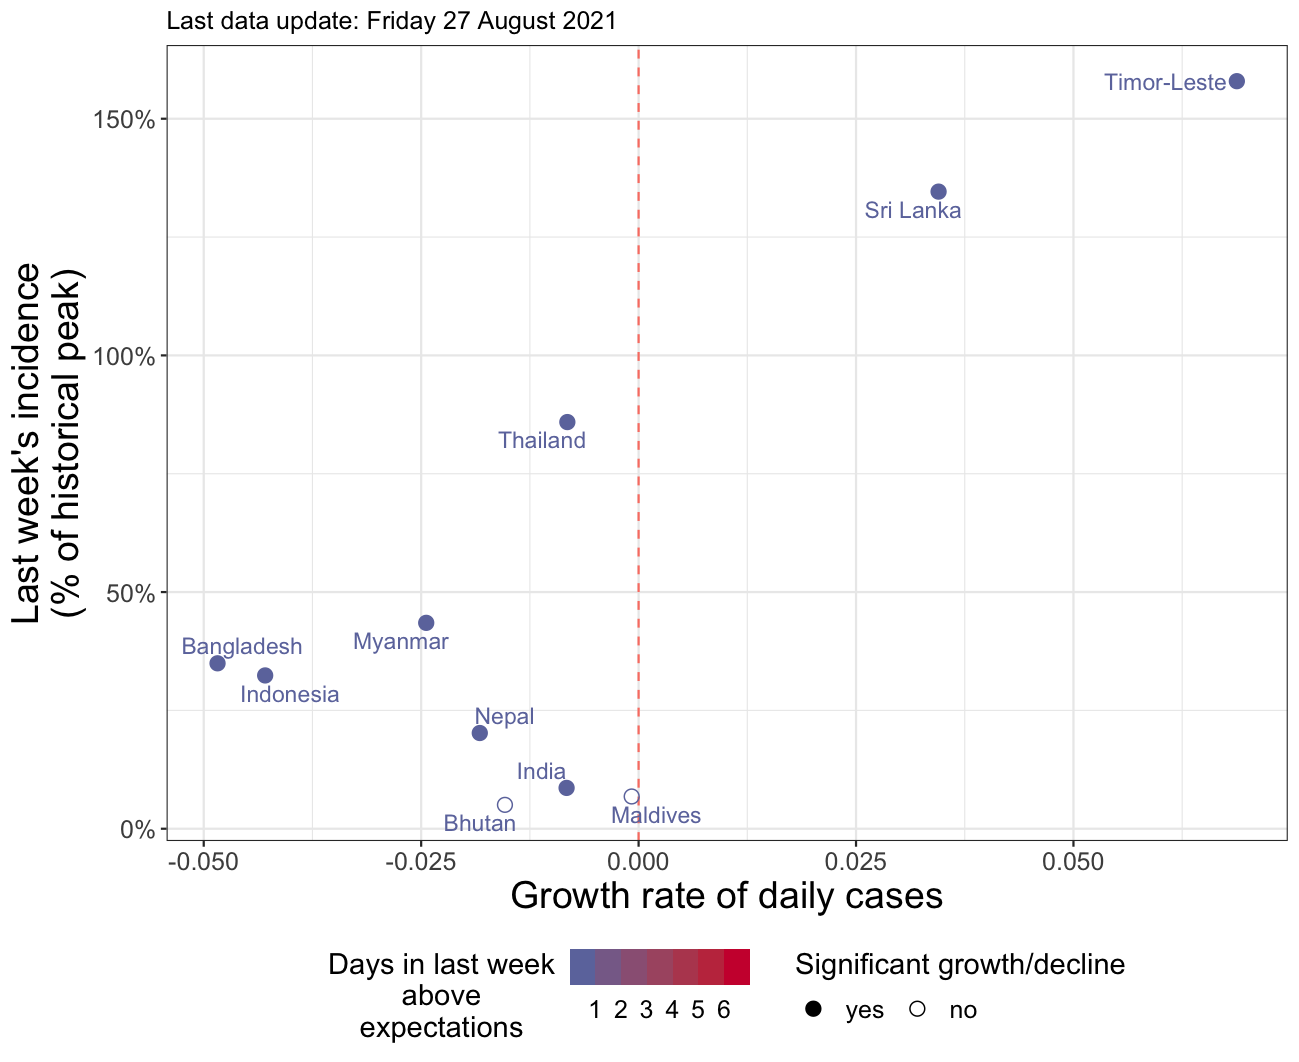 Last data update: Friday 27 August 2021
Timor-Leste
150%
Sri Lanka
Last week's incidence
(% of historical peak)
100%
Thailand
50%
Myanmar
Bangladesh
Indonesia
Nepal
India
Bhutan
Maldives
0%
-0.050
-0.025
0.000
0.025
0.050
Growth rate of daily cases
Days in last week
above
expectations
1 2 3 4 5 6
Significant growth/decline
yes no